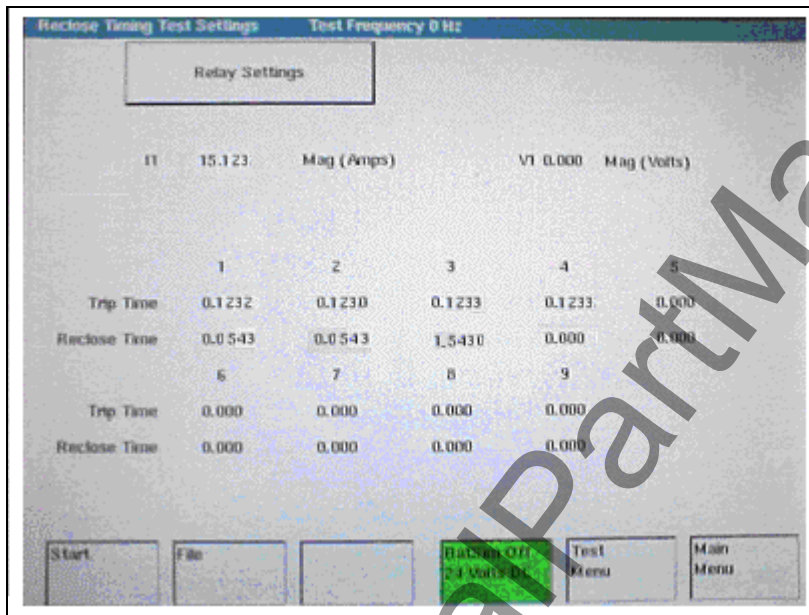 Reclose Timing Test Settings Test Frequency 0 Hz
Relay Settings
I1 15.123 Mag (Amps) V1 0.000 Mag (Volts)
1 2 3 4 5
Trip Time 0.1232 0.1230 0.1233 0.1233 0.000
Reclose Time 0.0543 0.0543 1.5430 0.000 0.000
6 7 8 9
Trip Time 0.000 0.000 0.000 0.000
Reclose Time 0.000 0.000 0.000 0.000
Start File BatSim Off Test Main
24 Volts DC Menu Menu